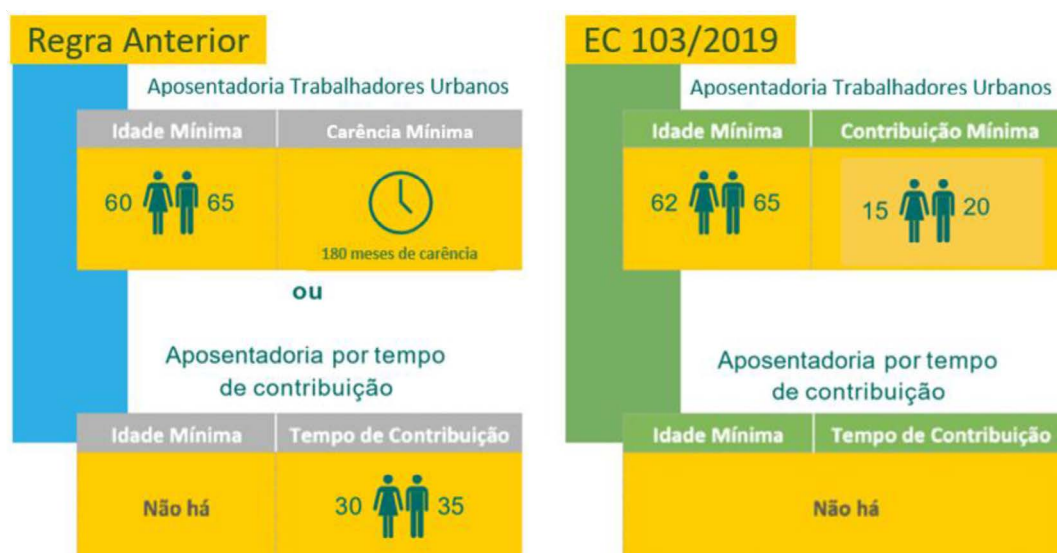 Regra Anterior
Aposentadoria Trabalhadores Urbanos
Idade Mínima
Carência Mínima
60 65
180 meses de carência
ou
Aposentadoria por tempo
de contribuição
Idade Mínima
Tempo de Contribuição
Não há
30 35
EC 103/2019
Aposentadoria Trabalhadores Urbanos
Idade Mínima
Contribuição Mínima
62 65
15 20
Aposentadoria por tempo
de contribuição
Idade Mínima
Tempo de Contribuição
Não há